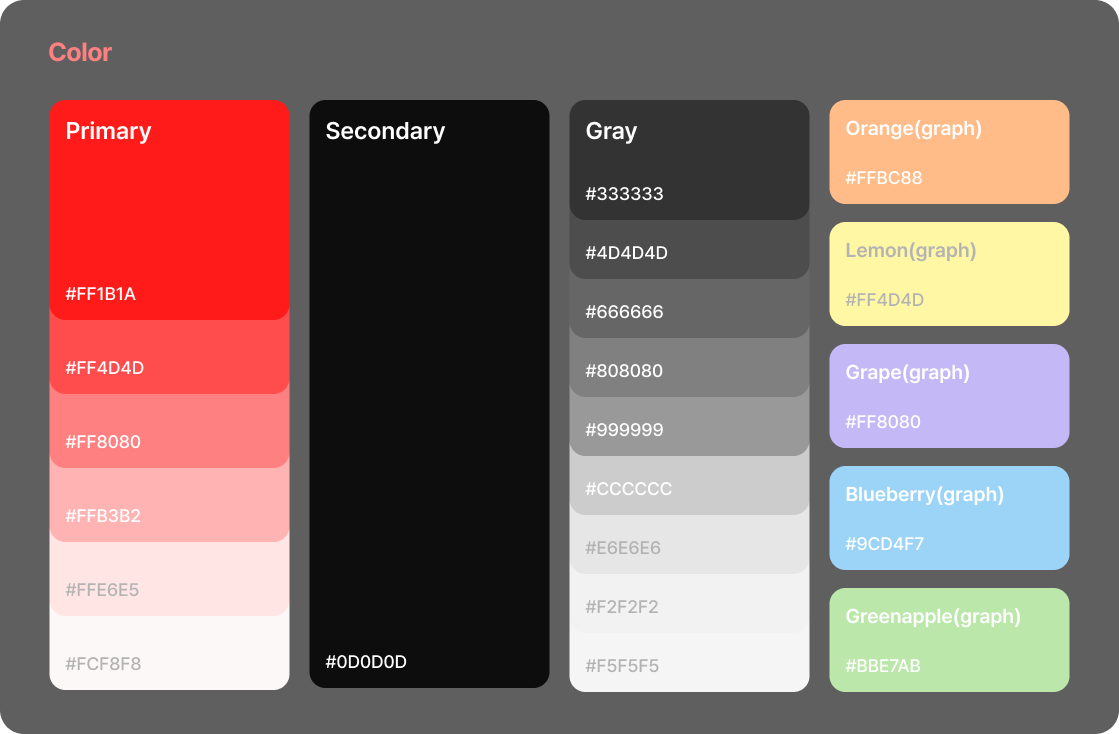 Color
Primary
#FF1B1A
#FF4D4D
#FF8080
#FFB3B2
#FFE6E5
#FCF8F8
Secondary
#0D0D0D
Gray
#333333
#4D4D4D
#666666
#808080
#999999
#CCCCCC
#E6E6E6
#F2F2F2
#F5F5F5
Orange(graph)
#FFBC88
Lemon(graph)
#FF4D4D
Grape(graph)
#FF8080
Blueberry(graph)
#9CD4F7
Greenapple(graph)
#BBE7AB